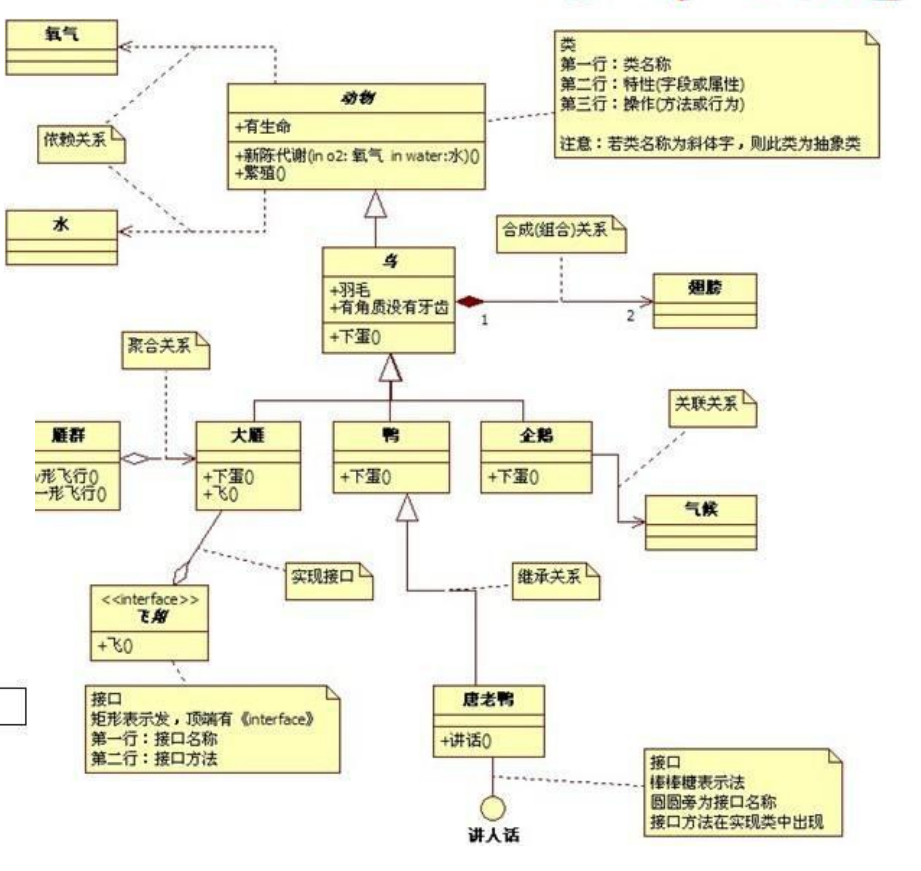 氧气
类
第一行：类名称
第二行：特性(字段或属性)
第三行：操作(方法或行为)
注意：若类名称为斜体字，则此类为抽象类
动物
+有生命
+新陈代谢(in o2: 氧气 in water:水)()
+繁殖()
依赖关系
水
合成(组合)关系
鸟
+羽毛
+有角质没有牙齿
+下蛋()
1
2
翅膀
聚合关系
关联关系
雁群
v形飞行()
一形飞行()
大雁
+下蛋()
+飞()
鸭
+下蛋()
企鹅
+下蛋()
气候
实现接口
继承关系
<<interface>>
飞翔
+飞()
接口
矩形表示发，顶端有《interface》
第一行：接口名称
第二行：接口方法
唐老鸭
+讲话()
接口
棒棒糖表示法
圆圆旁为接口名称
接口方法在实现类中出现
讲人话